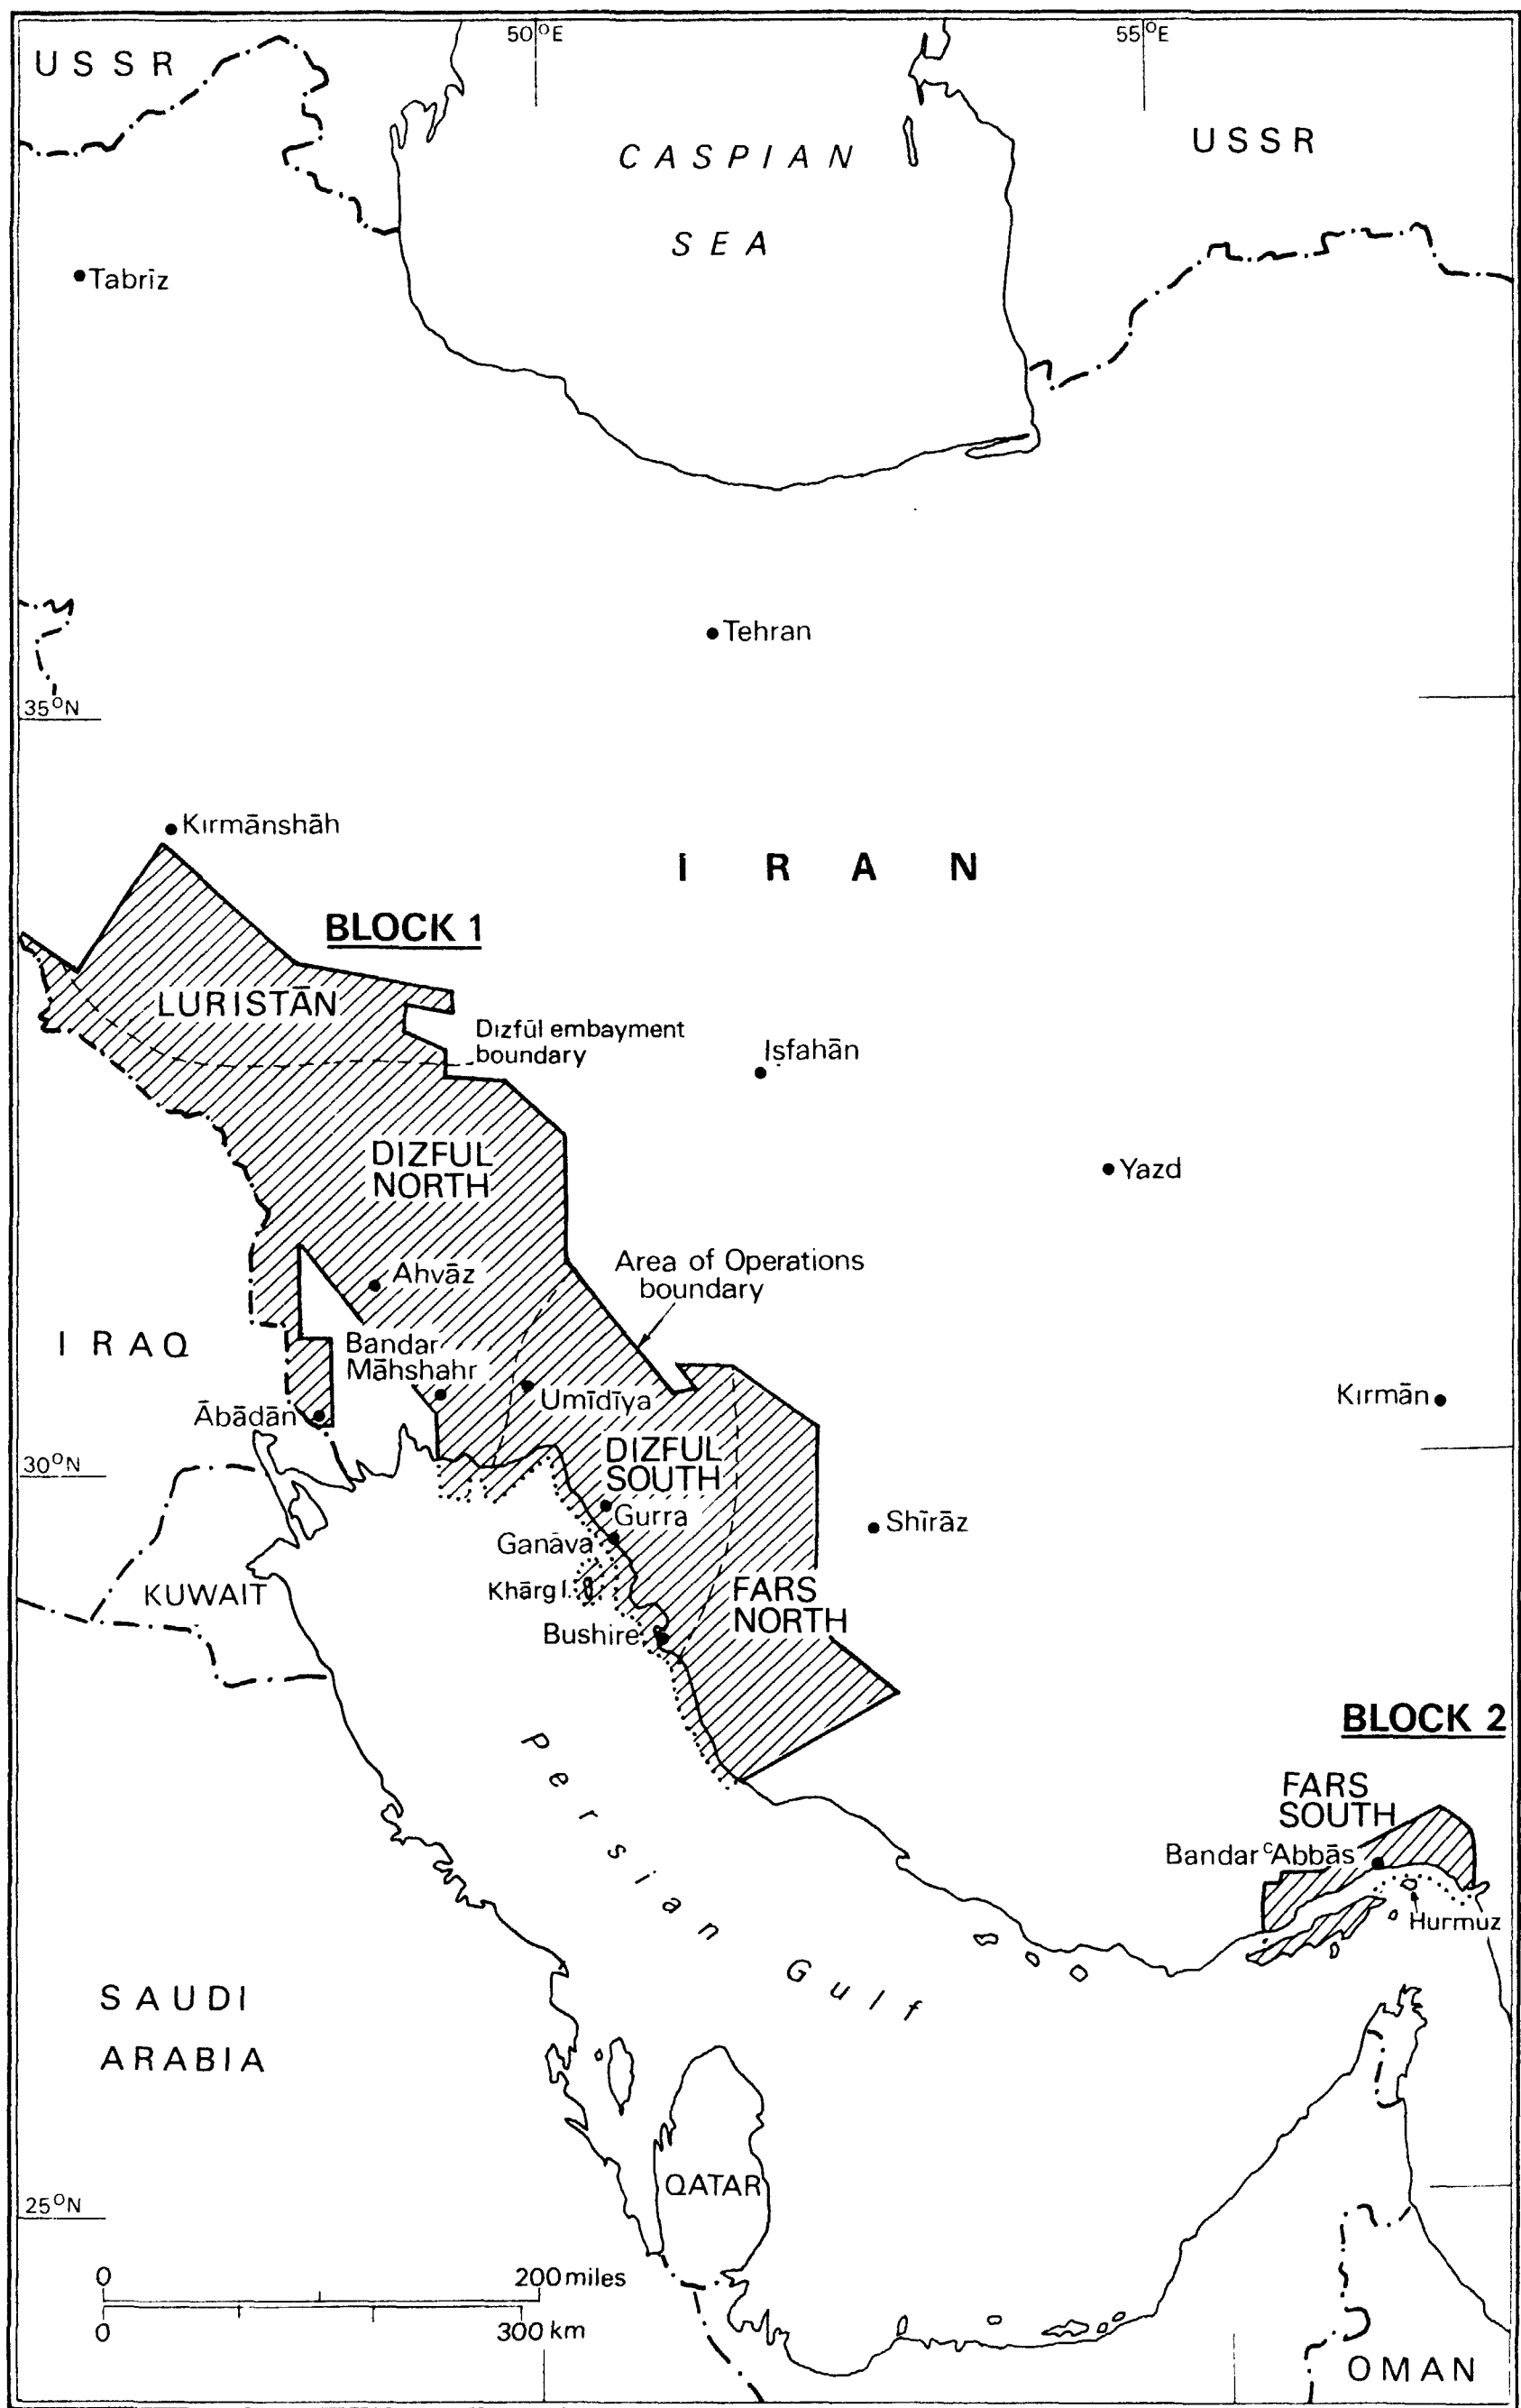 50°E
55°E
USSR
USSR
CASPIAN
SEA
Tabrīz
Tehran
35°N
Kırmānshāh
IRAN
BLOCK 1
LURISTĀN
Dızfūl embayment
boundary
Iṣfahān
DIZFUL
NORTH
Yazd
Area of Operations
boundary
Ahvāz
IRAQ
Bandar
Māhshahr
Umīdīya
Kırmān
Ābādān
DIZFUL
SOUTH
30°N
Gurra
Shīrāz
Ganāva
KUWAIT
Khārg I.
FARS
NORTH
Bushire
BLOCK 2
Persian Gulf
FARS
SOUTH
Bandar ᶜAbbās
Hurmuz
SAUDI
ARABIA
QATAR
25°N
0 200 miles
0 300 km
OMAN